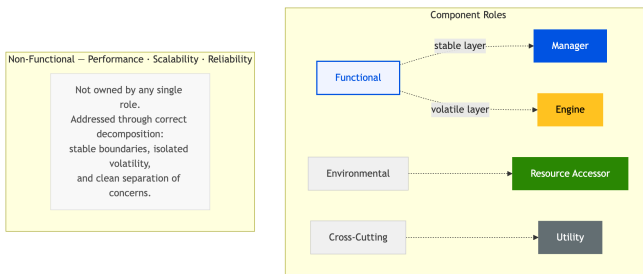 Non-Functional — Performance · Scalability · Reliability
Not owned by any single
role.
Addressed through correct
decomposition:
stable boundaries, isolated
volatility,
and clean separation of
concerns.
Component Roles
Functional
stable layer
Manager
volatile layer
Engine
Environmental
Resource Accessor
Cross-Cutting
Utility